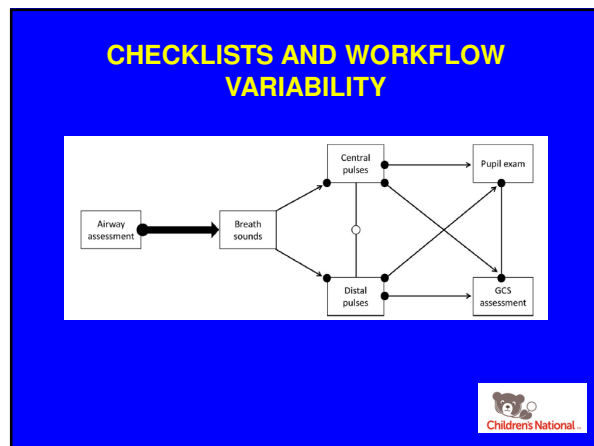 CHECKLISTS AND WORKFLOW
VARIABILITY
Central
pulses
Pupil exam
Airway
assessment
Breath
sounds
Distal
pulses
GCS
assessment
Children's National